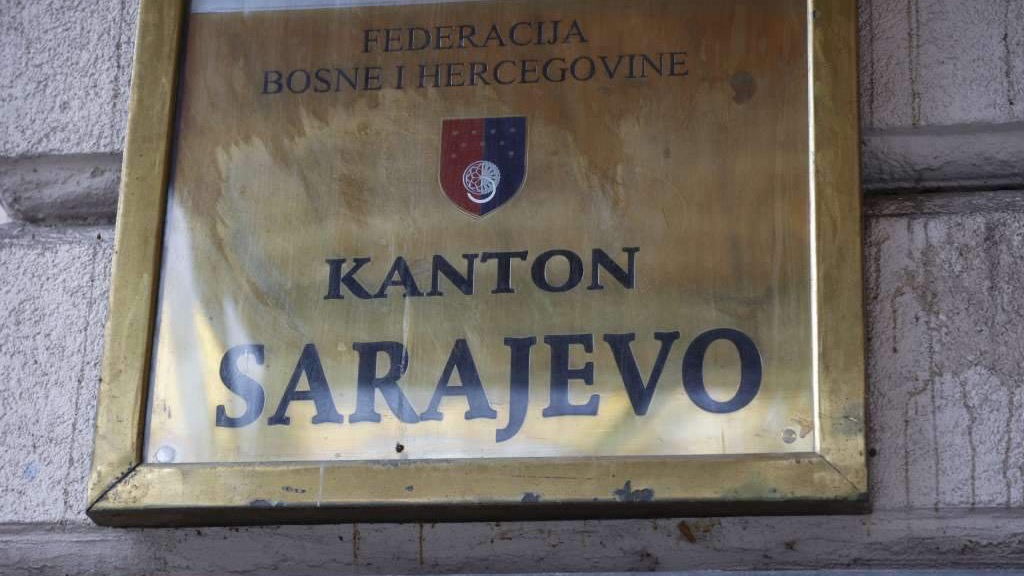 FEDERACIJA
BOSNE I HERCEGOVINE
KANTON
SARAJEVO